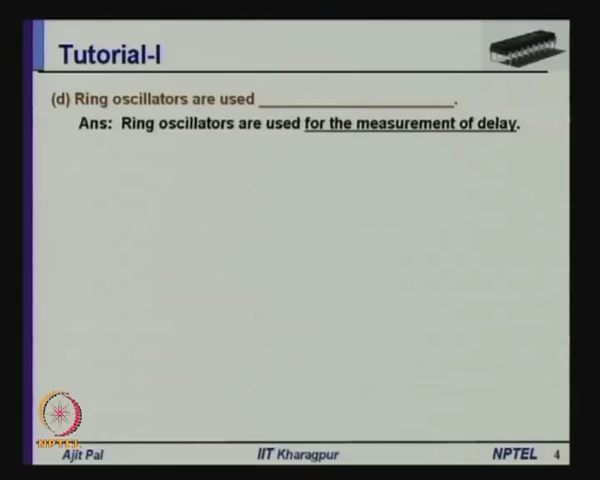 Tutorial-I
(d) Ring oscillators are used ______________________.
Ans: Ring oscillators are used for the measurement of delay.
NPTEL
Ajit Pal IIT Kharagpur NPTEL 4